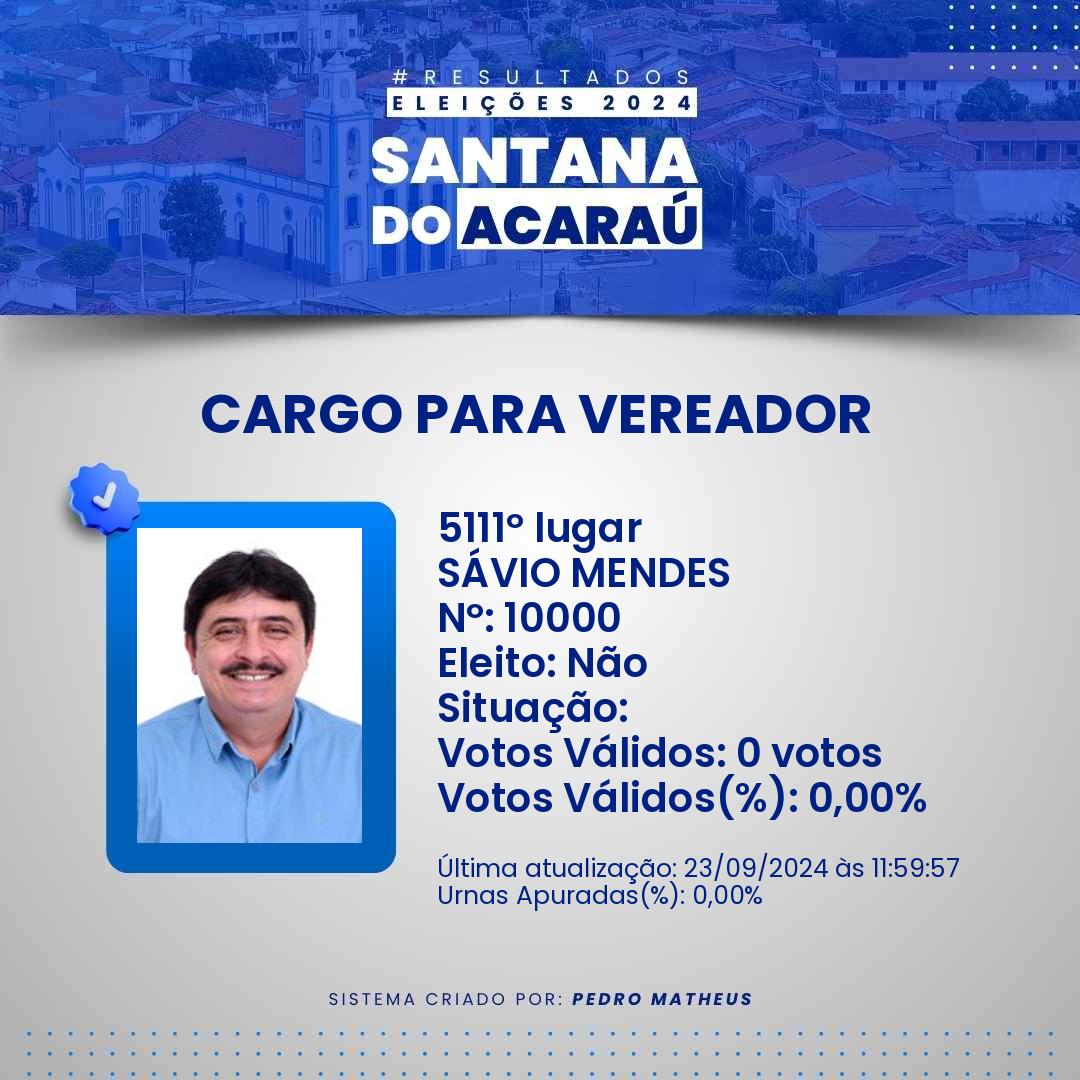 #RESULTADOS
ELEIÇÕES 2024
SANTANA
DO ACARAÚ
CARGO PARA VEREADOR
5111º lugar
SÁVIO MENDES
Nº: 10000
Eleito: Não
Situação:
Votos Válidos: 0 votos
Votos Válidos(%): 0,00%
Última atualização: 23/09/2024 às 11:59:57
Urnas Apuradas(%): 0,00%
SISTEMA CRIADO POR: PEDRO MATHEUS